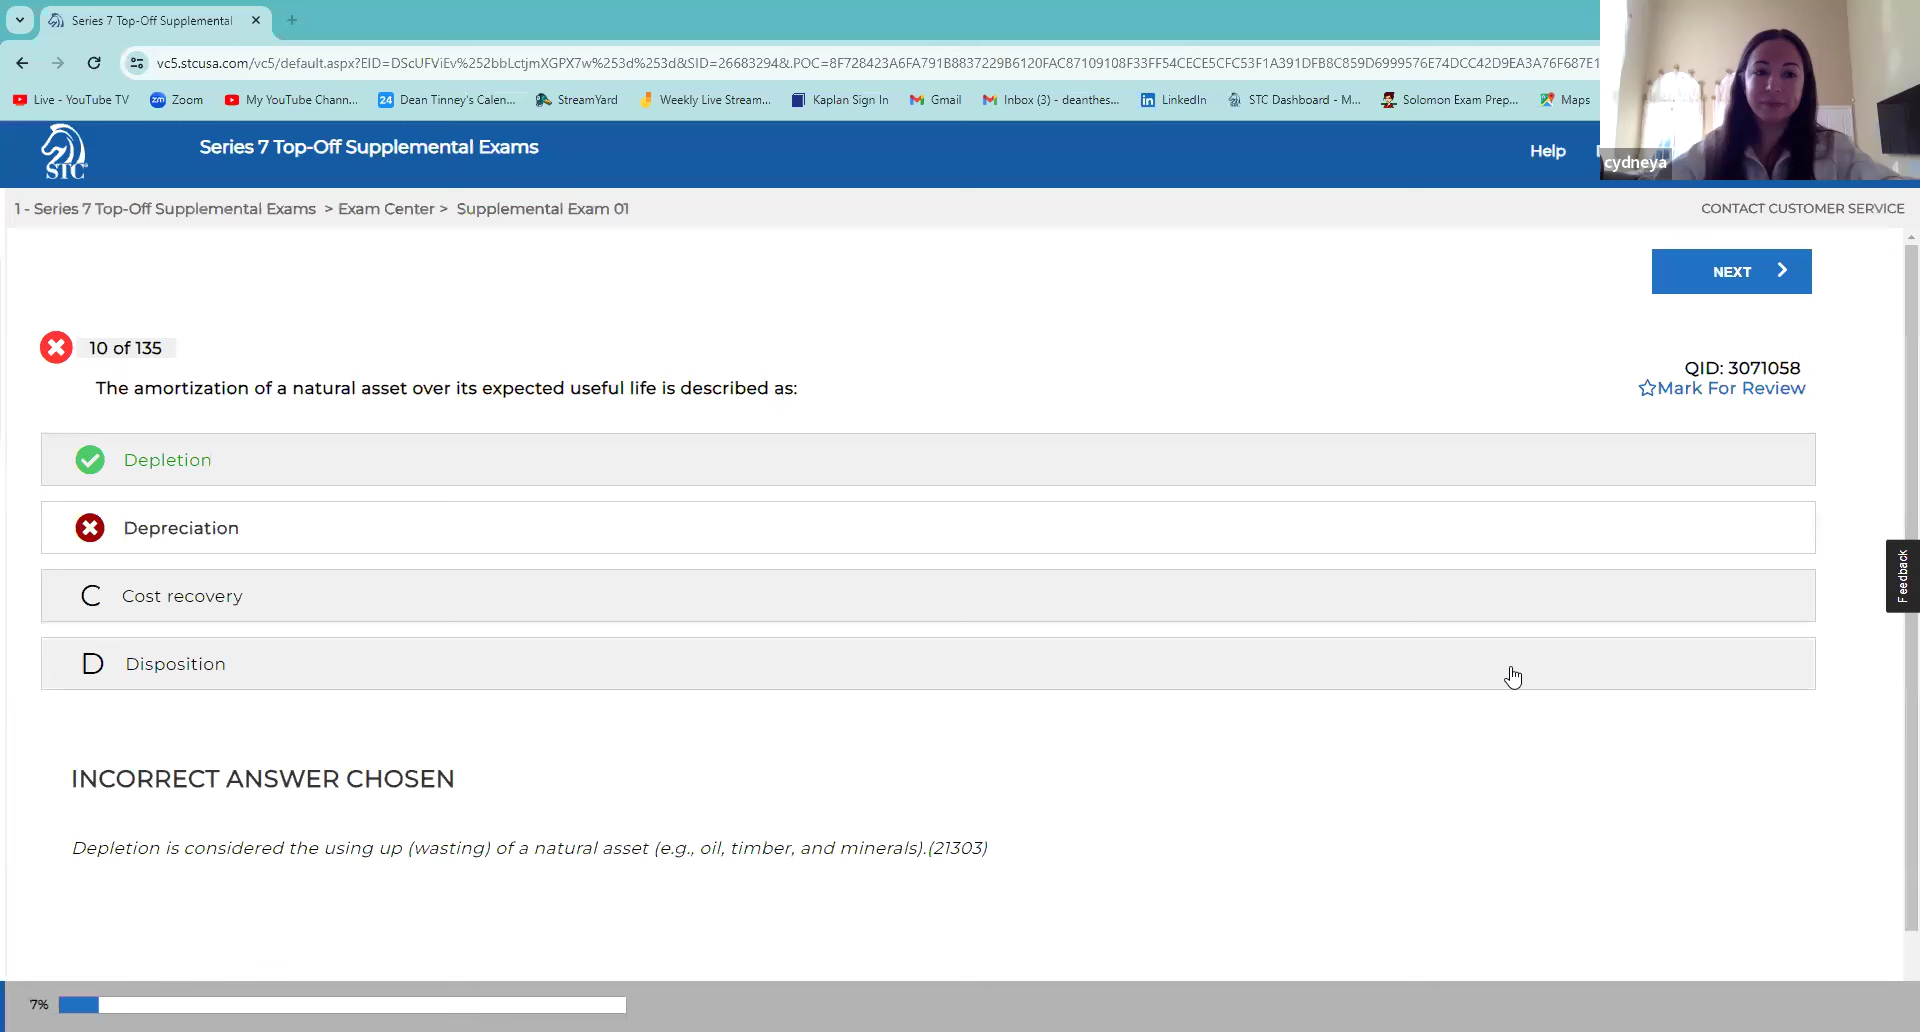 Series 7 Top-Off Supplemental
vc5.stcusa.com/vc5/default.aspx?EID=DScUFViEv%252bbLctjmXGPX7w%253d%253d&SID=26683294&.POC=8F728423A6FA791B8837229B6120FAC87109108F33FF54CECE5CFC53F1A391DFB8C859D6999576E74DCC42D9EA3A76F687E1
Live - YouTube TV Zoom My YouTube Chann... 24 Dean Tinney's Calen... StreamYard Weekly Live Stream... Kaplan Sign In Gmail Inbox (3) - deanthes... LinkedIn STC Dashboard - M... Solomon Exam Prep... Maps
STC
Series 7 Top-Off Supplemental Exams
Help
cydneya
1 - Series 7 Top-Off Supplemental Exams > Exam Center > Supplemental Exam 01
CONTACT CUSTOMER SERVICE
NEXT
10 of 135
QID: 3071058
Mark For Review
The amortization of a natural asset over its expected useful life is described as:
Depletion
Depreciation
C Cost recovery
D Disposition
Feedback
INCORRECT ANSWER CHOSEN
Depletion is considered the using up (wasting) of a natural asset (e.g., oil, timber, and minerals).(21303)
7%